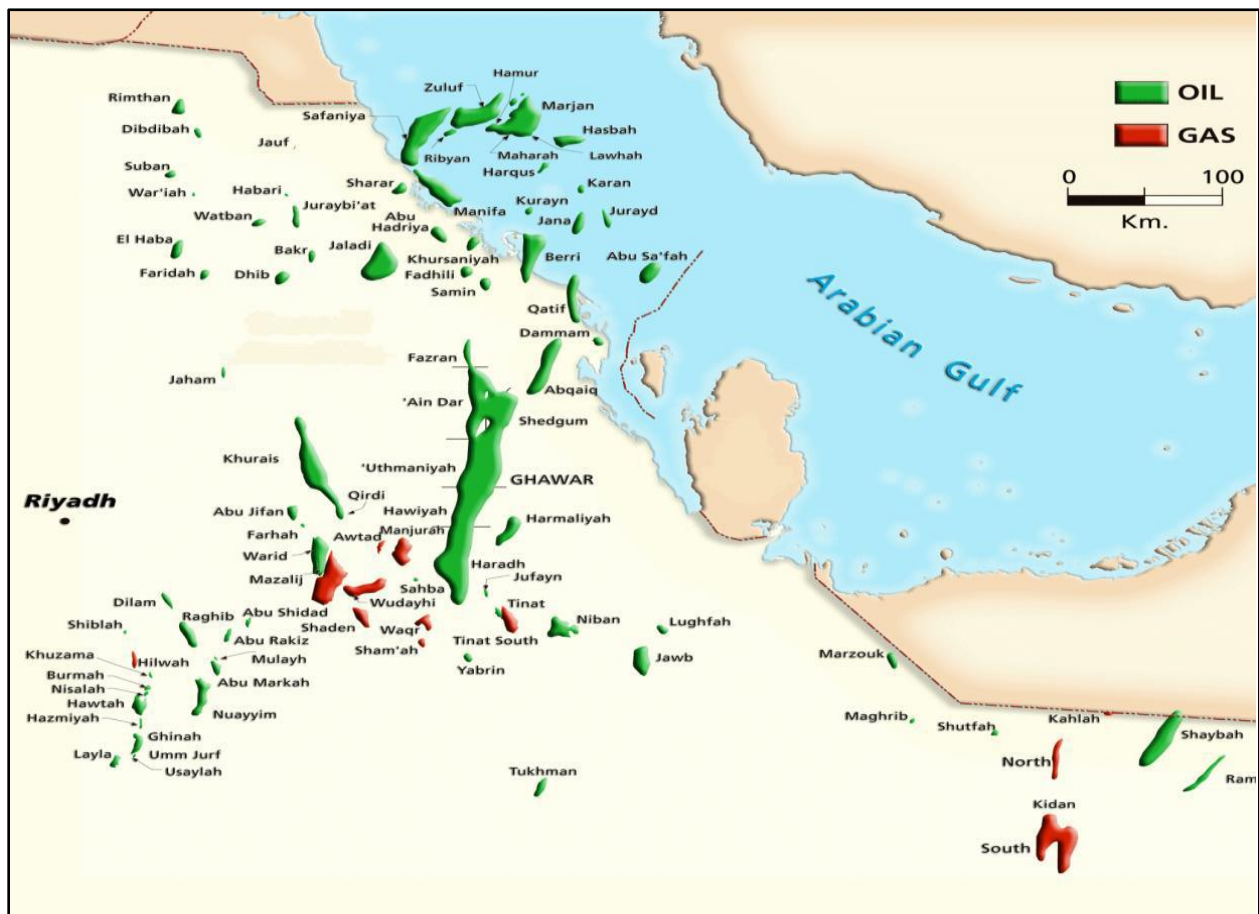 Hamur
Zuluf
Rimthan
Marjan
Safaniya
Hasbah
Dibdibah
Jauf
Ribyan
Maharah
Lawhah
Harqus
Suban
Sharar
Karan
War'iah
Habari
Juraybi'at
Kurayn
Manifa
Jurayd
Watban
Abu
Hadriya
Jana
El Haba
Bakr
Jaladi
Khursaniyah
Berri
Abu Sa'fah
Faridah
Dhib
Fadhili
Samin
Qatif
Dammam
Fazran
Jaham
Abqaiq
'Ain Dar
Shedgum
Khurais
'Uthmaniyah
GHAWAR
Riyadh
Qirdi
Abu Jifan
Hawiyah
Harmaliyah
Farhah
Awtad
Manjurah
Warid
Haradh
Mazalij
Sahba
Jufayn
Wudayhi
Dilam
Raghib
Abu Shidad
Tinat
Shiblah
Shaden
Waqr
Niban
Lughfah
Abu Rakiz
Sham'ah
Tinat South
Khuzama
Hilwah
Mulayh
Yabrin
Jawb
Marzouk
Burmah
Abu Markah
Nisalah
Hawtah
Nuayyim
Hazmiyah
Maghrib
Shutfah
Kahlah
Ghinah
Shaybah
Layla
Umm Jurf
Usaylah
North
Tukhman
Ram
Kidan
South
Arabian Gulf
OIL
GAS
0 100
Km.